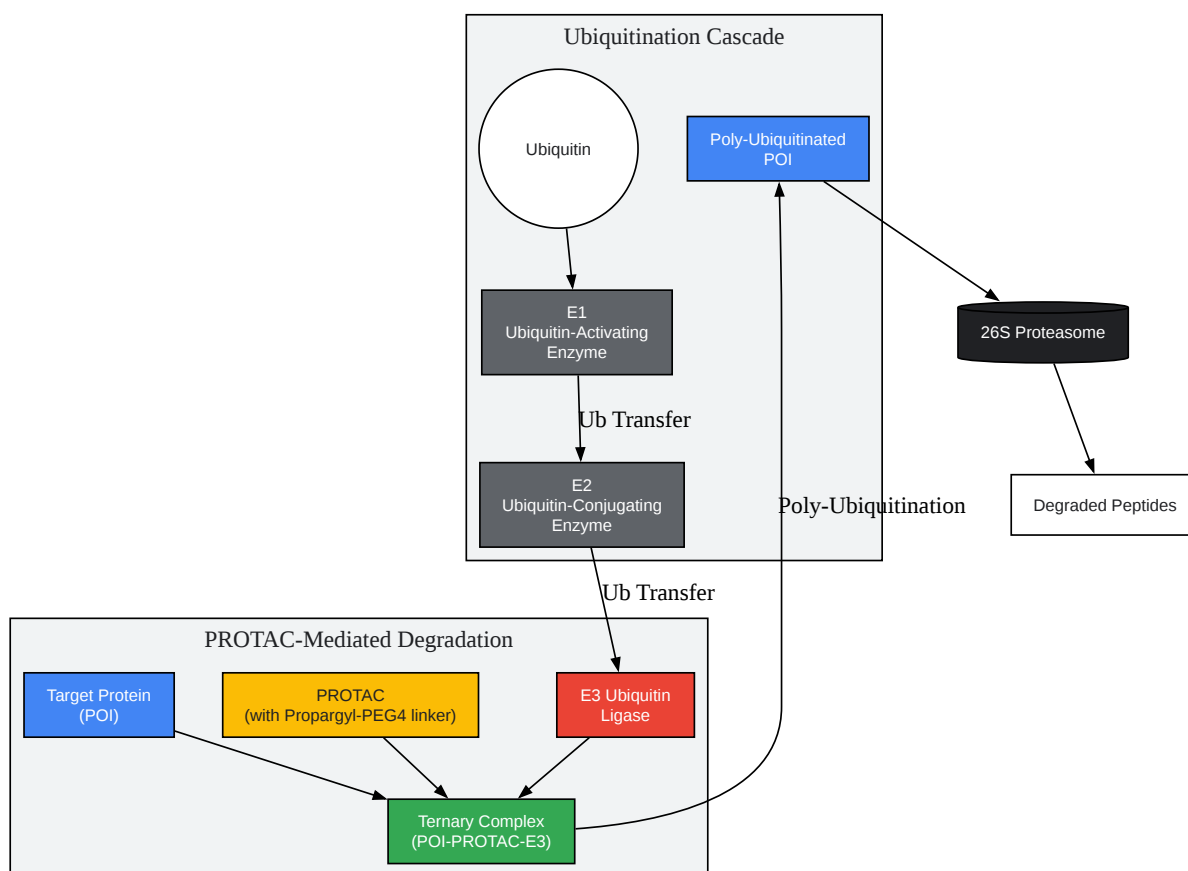 Ubiquitination Cascade
Ubiquitin
Poly-Ubiquitinated
POI
E1
Ubiquitin-Activating
Enzyme
26S Proteasome
Ub Transfer
E2
Ubiquitin-Conjugating
Enzyme
Poly-Ubiquitination
Degraded Peptides
Ub Transfer
PROTAC-Mediated Degradation
Target Protein
(POI)
PROTAC
(with Propargyl-PEG4 linker)
E3 Ubiquitin
Ligase
Ternary Complex
(POI-PROTAC-E3)